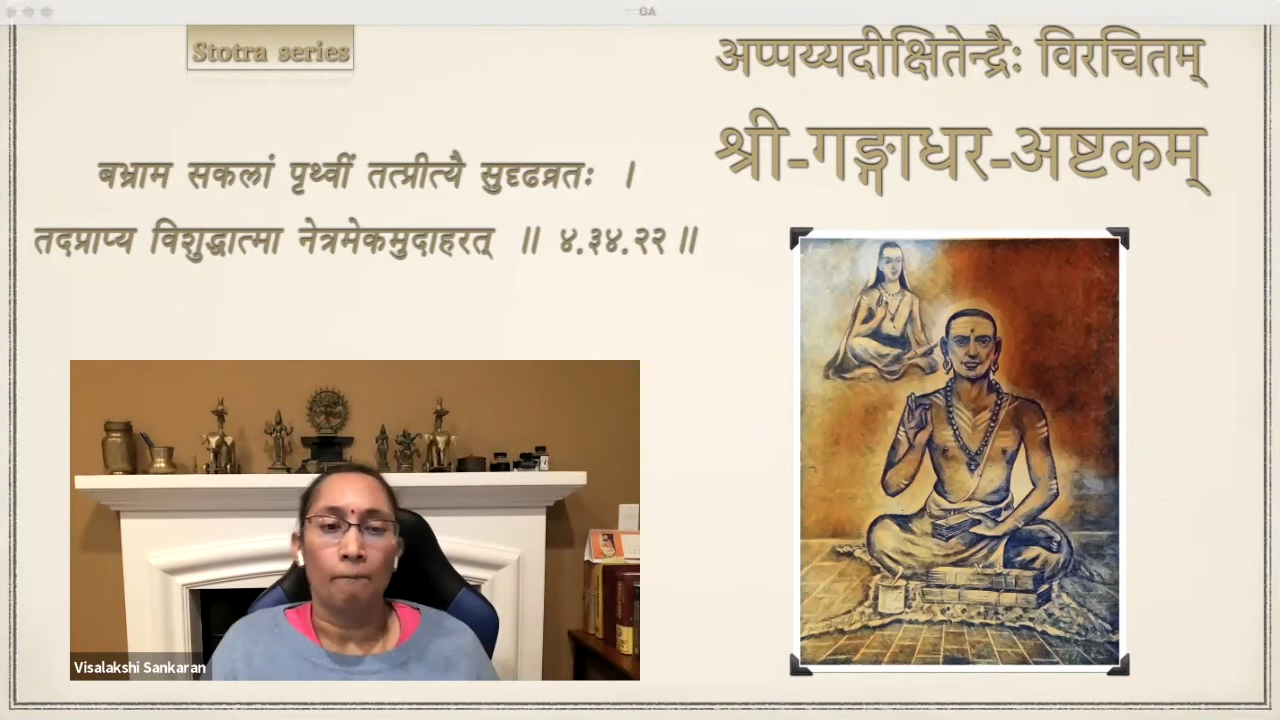 GA
Stotra series
अप्पय्यदीक्षितेन्द्रैः विरचितम्
श्री-गङ्गाधर-अष्टकम्
बभ्राम सकलां पृथ्वीं तत्प्रीत्यै सुदृढव्रतः ।
तदप्राप्य विशुद्धात्मा नेत्रमेकमुदाहरत् ॥ ४.३४.२२ ॥
Visalakshi Sankaran